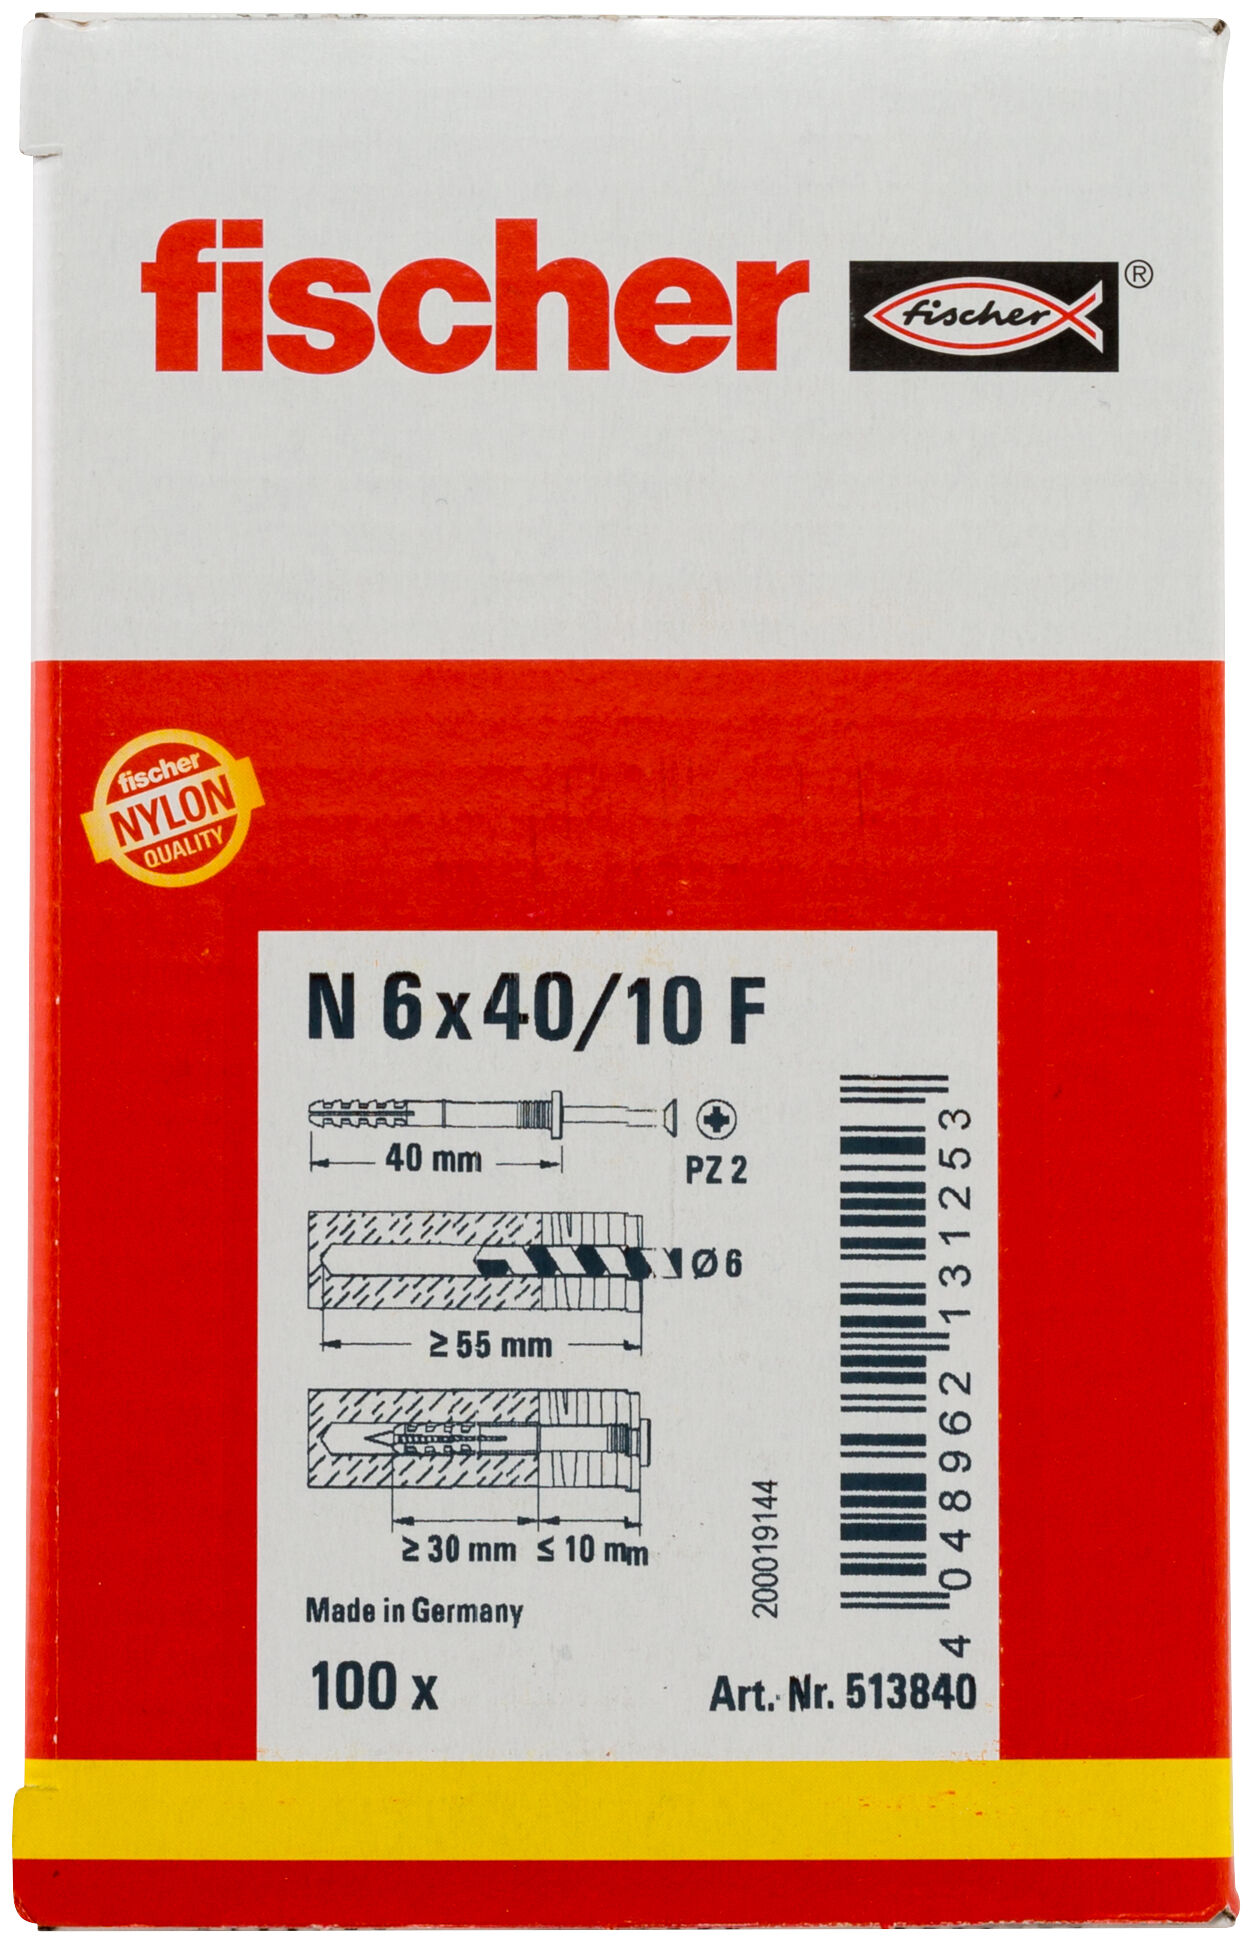 fischer
fischer ®
fischer
NYLON
QUALITY
N 6 x 40/10 F
40 mm
PZ 2
Ø 6
≥ 55 mm
≥ 30 mm ≤ 10 mm
Made in Germany
100 x
200019144
4 048962 131253
Art. Nr. 513840